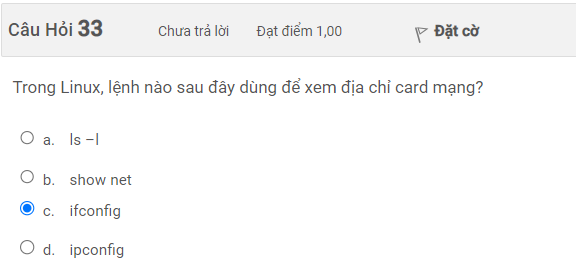 Câu Hỏi 33 Chưa trả lời Đạt điểm 1,00 Đặt cờ
Trong Linux, lệnh nào sau đây dùng để xem địa chỉ card mạng?
a. ls –l
b. show net
c. ifconfig
d. ipconfig